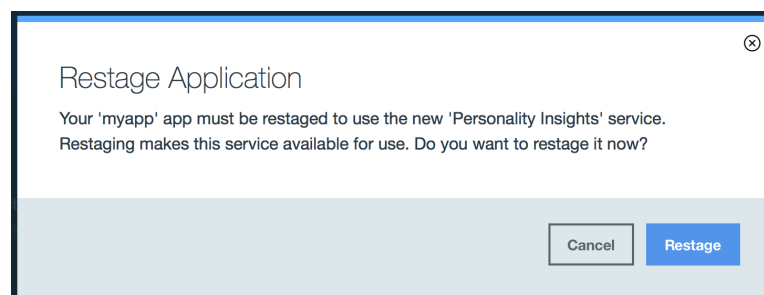 Restage Application
Your 'myapp' app must be restaged to use the new 'Personality Insights' service.
Restaging makes this service available for use. Do you want to restage it now?
Cancel
Restage